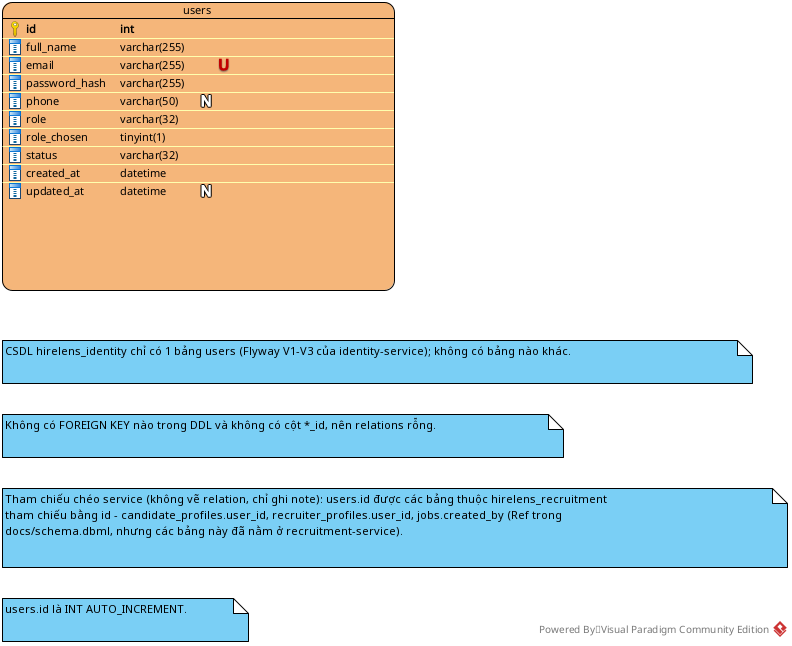 users
id int
full_name varchar(255)
email varchar(255) U
password_hash varchar(255)
phone varchar(50) N
role varchar(32)
role_chosen tinyint(1)
status varchar(32)
created_at datetime
updated_at datetime N
CSDL hirelens_identity chỉ có 1 bảng users (Flyway V1-V3 của identity-service); không có bảng nào khác.
Không có FOREIGN KEY nào trong DDL và không có cột *_id, nên relations rỗng.
Tham chiếu chéo service (không vẽ relation, chỉ ghi note): users.id được các bảng thuộc hirelens_recruitment
tham chiếu bằng id - candidate_profiles.user_id, recruiter_profiles.user_id, jobs.created_by (Ref trong
docs/schema.dbml, nhưng các bảng này đã nằm ở recruitment-service).
users.id là INT AUTO_INCREMENT.
Powered By Visual Paradigm Community Edition